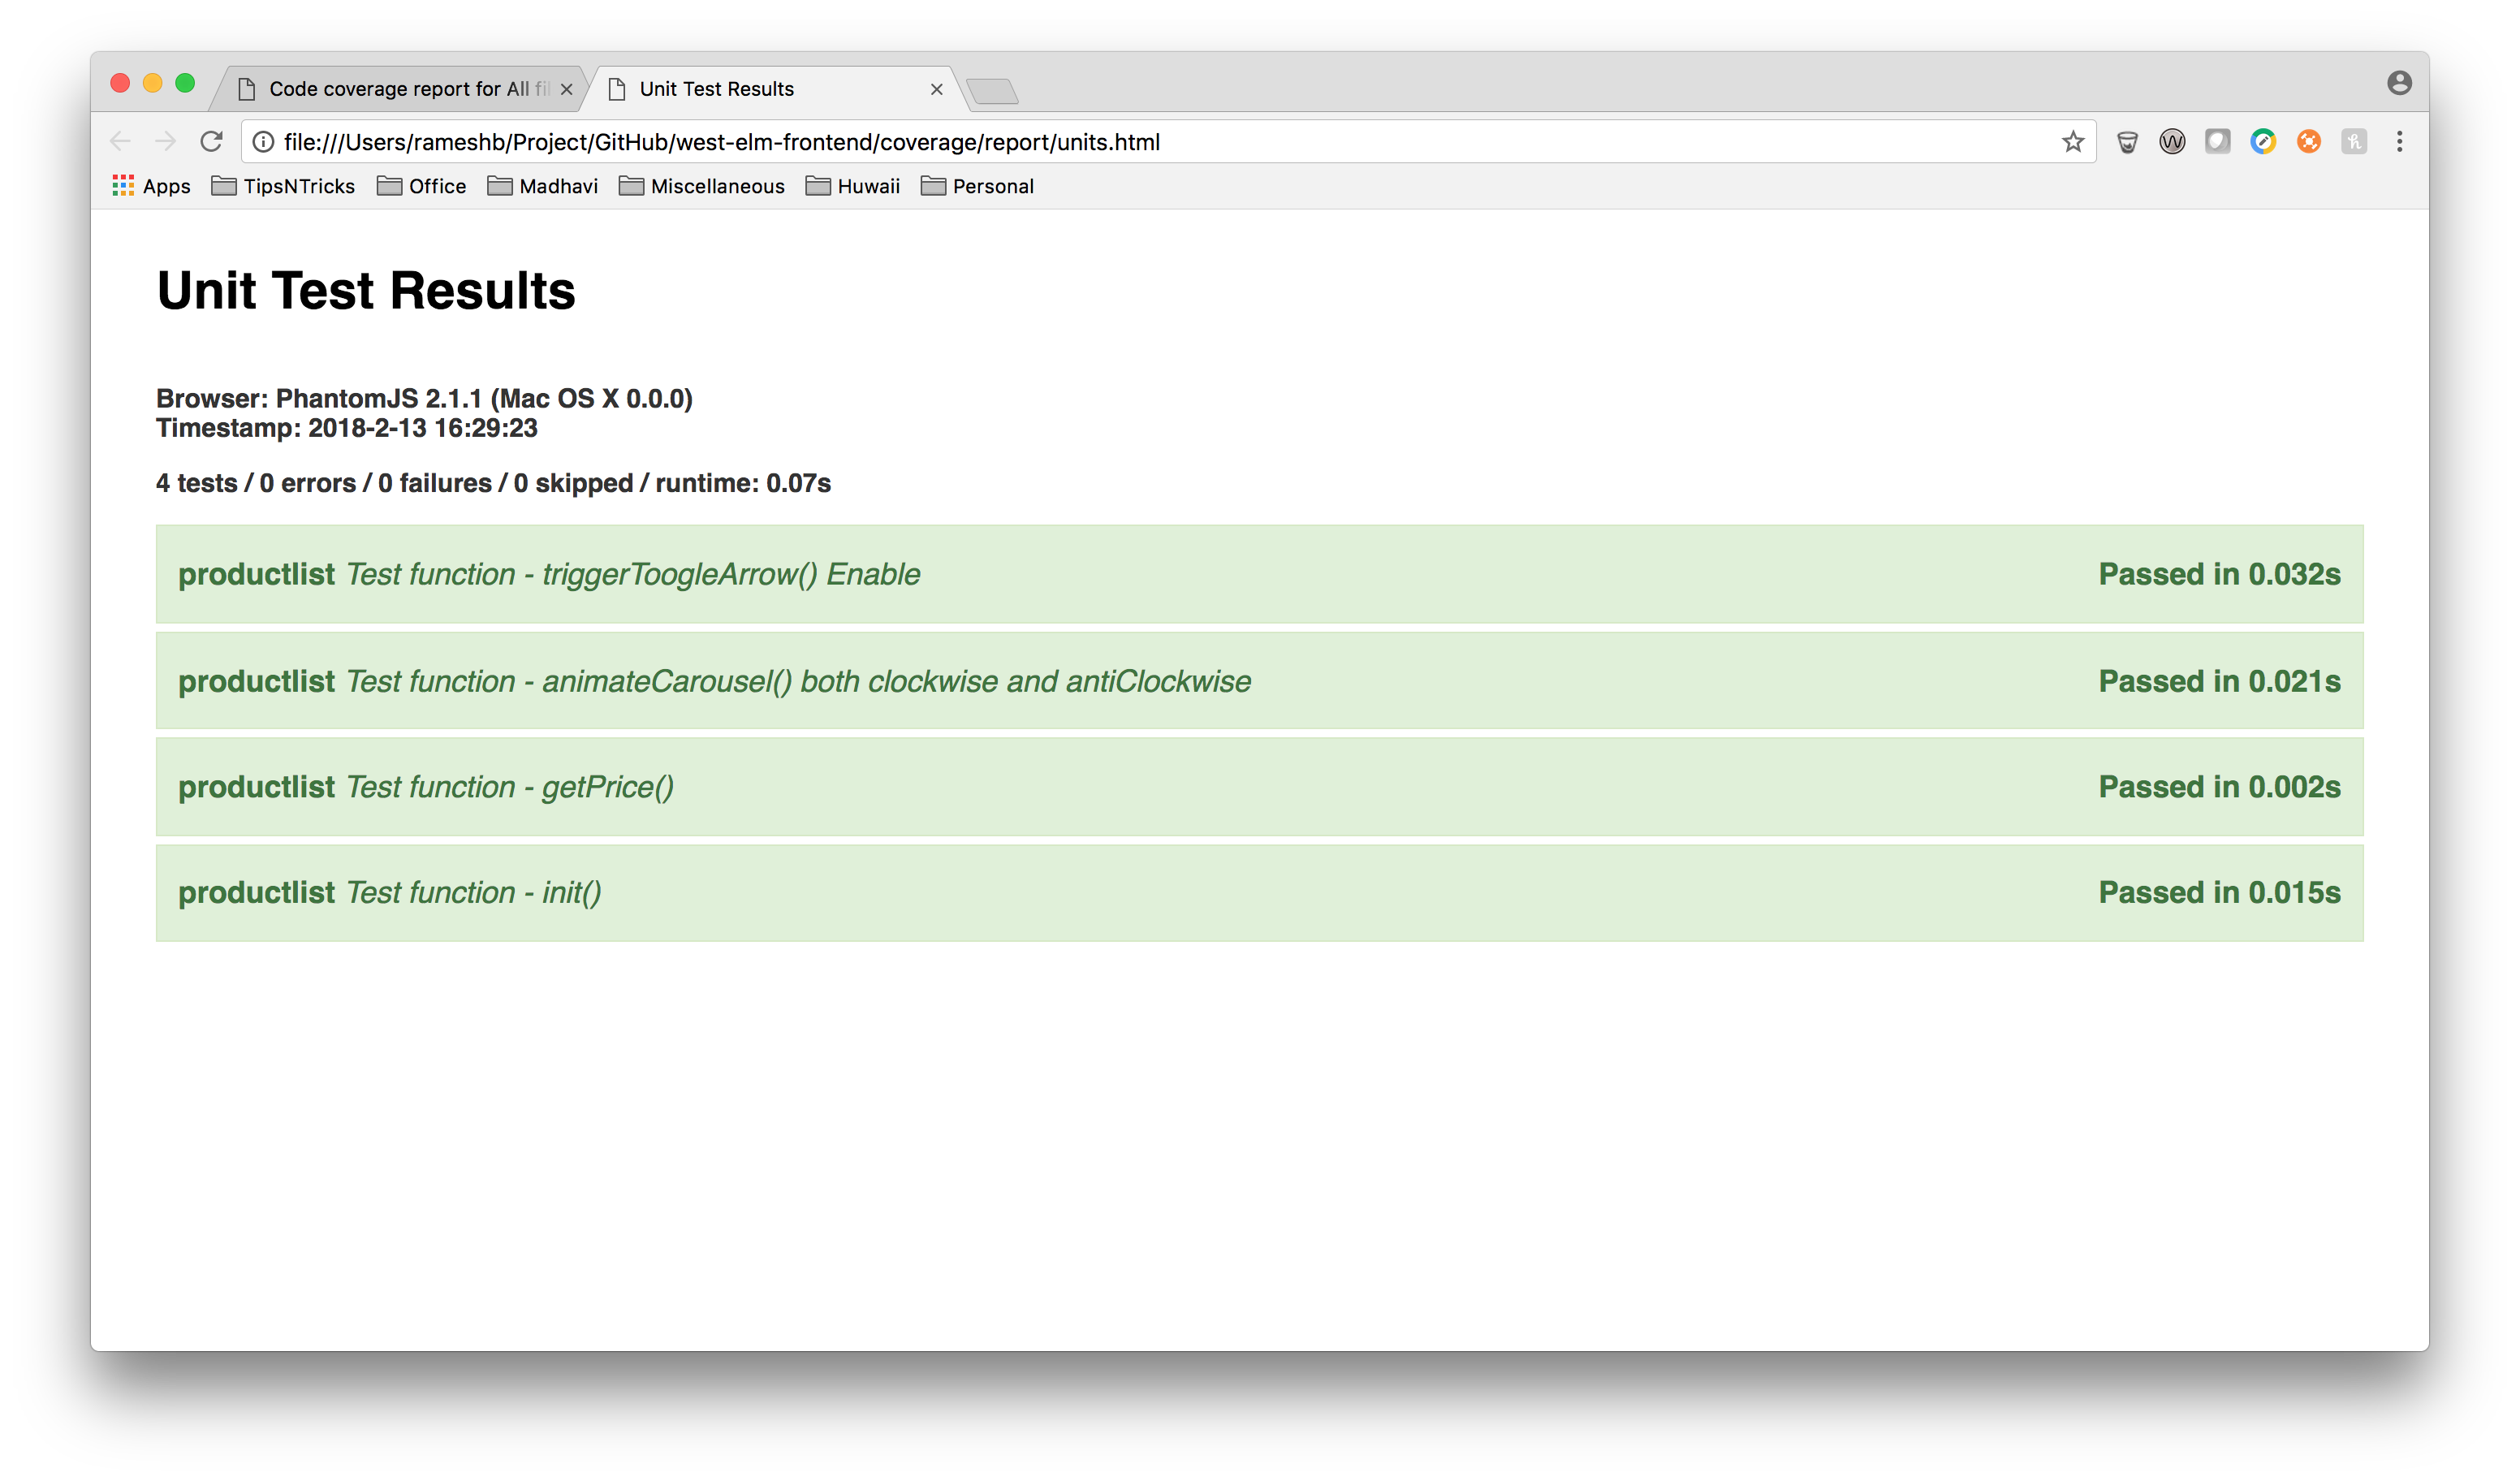 Code coverage report for All fil
Unit Test Results
file:///Users/rameshb/Project/GitHub/west-elm-frontend/coverage/report/units.html
Apps TipsNTricks Office Madhavi Miscellaneous Huwaii Personal
Unit Test Results
Browser: PhantomJS 2.1.1 (Mac OS X 0.0.0)
Timestamp: 2018-2-13 16:29:23
4 tests / 0 errors / 0 failures / 0 skipped / runtime: 0.07s
productlist Test function - triggerToogleArrow() Enable Passed in 0.032s
productlist Test function - animateCarousel() both clockwise and antiClockwise Passed in 0.021s
productlist Test function - getPrice() Passed in 0.002s
productlist Test function - init() Passed in 0.015s